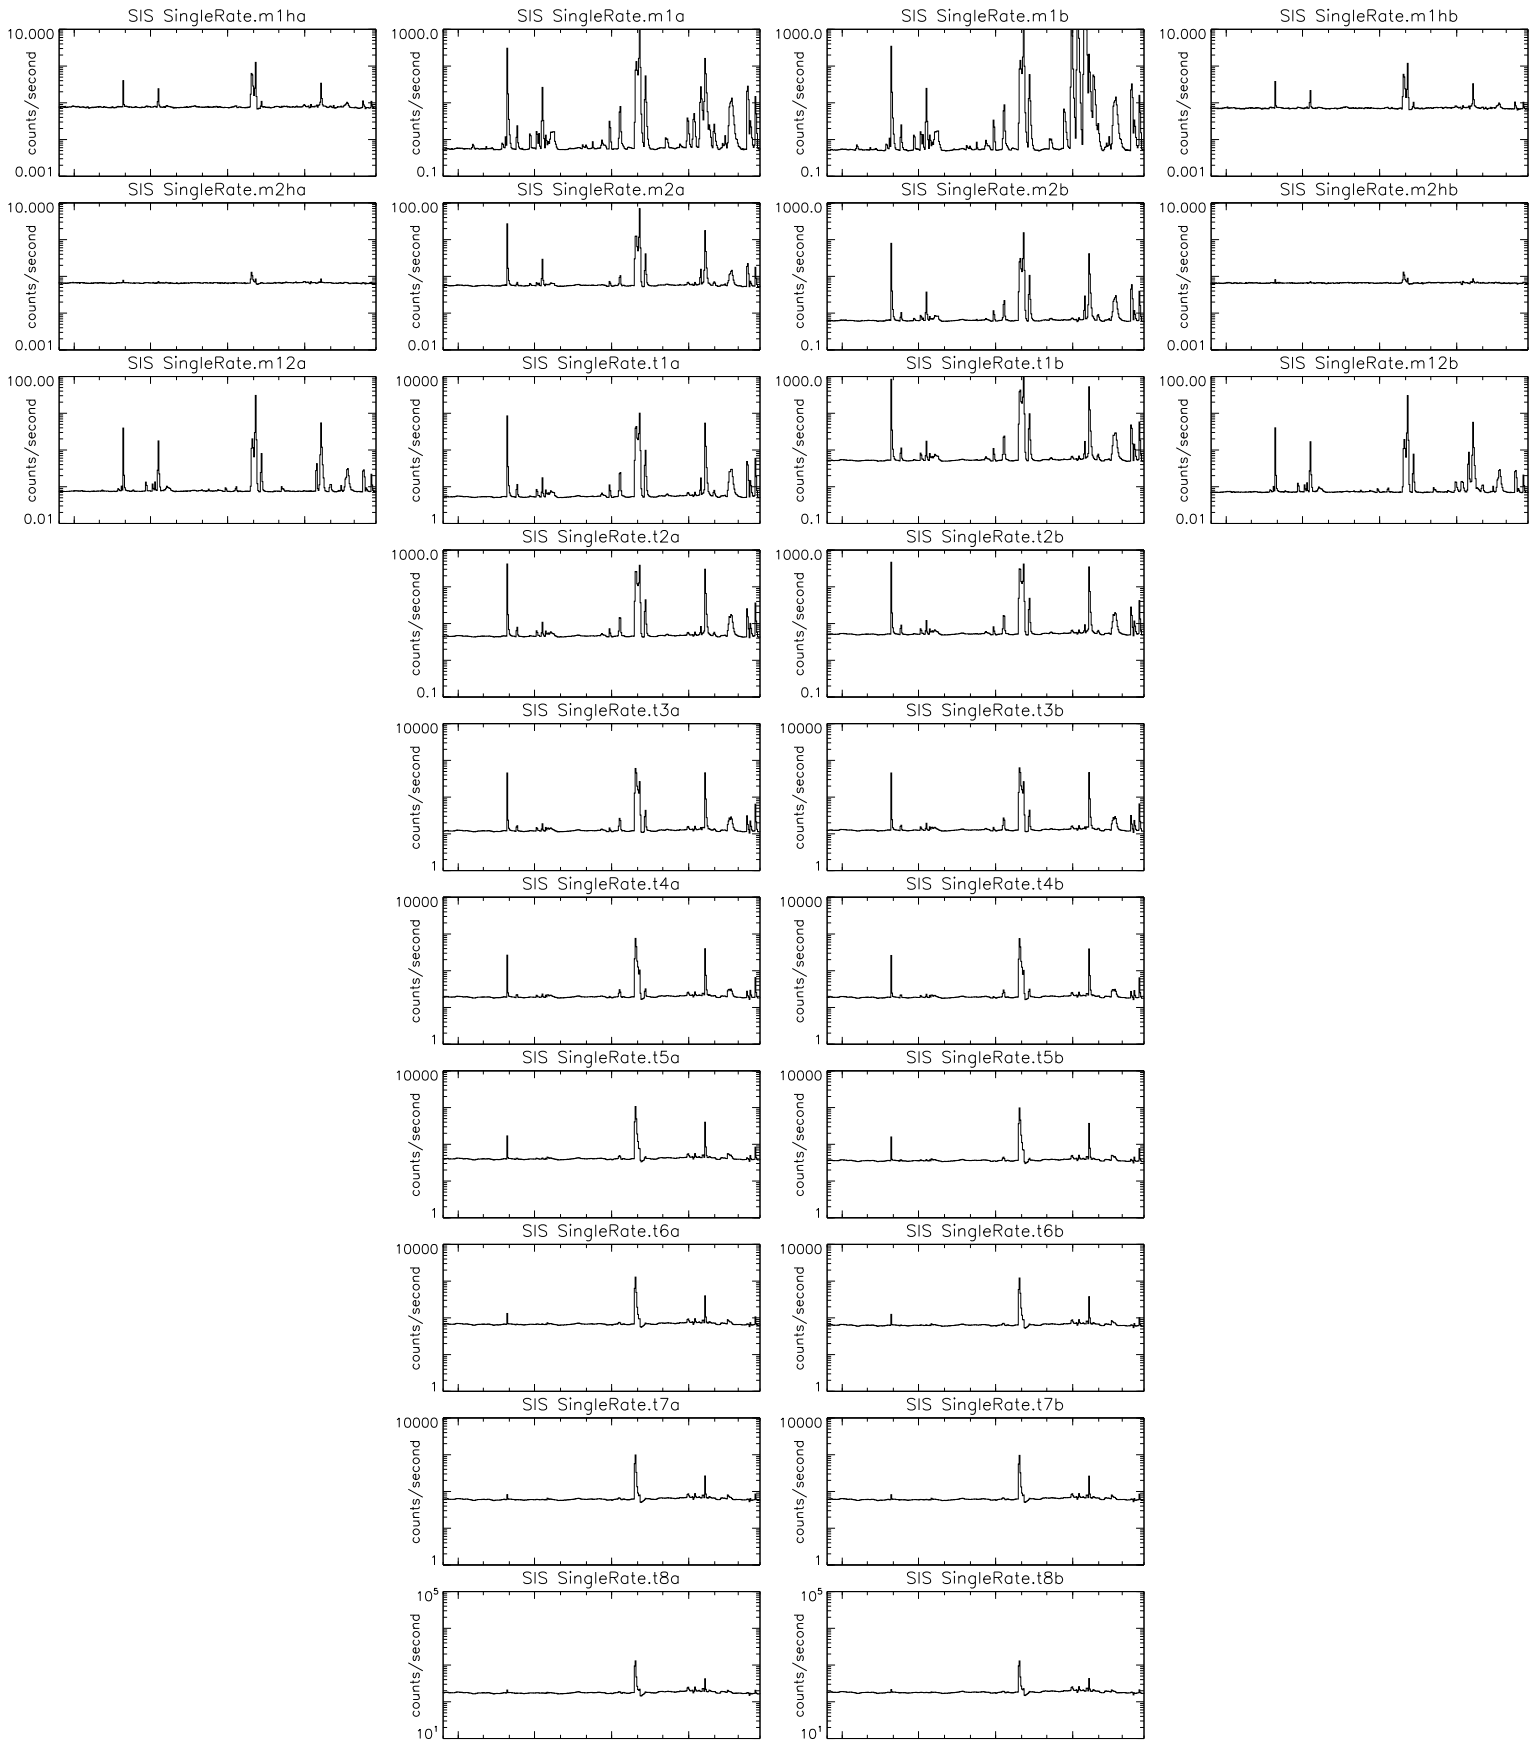 SIS SingleRate.m1ha
SIS SingleRate.m1a
SIS SingleRate.m1b
SIS SingleRate.m1hb
10.000
counts/second
0.001
1000.0
counts/second
0.1
1000.0
counts/second
0.1
10.000
counts/second
0.001
SIS SingleRate.m2ha
SIS SingleRate.m2a
SIS SingleRate.m2b
SIS SingleRate.m2hb
10.000
counts/second
0.001
100.00
counts/second
0.01
1000.0
counts/second
0.1
10.000
counts/second
0.001
SIS SingleRate.m12a
SIS SingleRate.t1a
SIS SingleRate.t1b
SIS SingleRate.m12b
100.00
counts/second
0.01
10000
counts/second
1
1000.0
counts/second
0.1
100.00
counts/second
0.01
SIS SingleRate.t2a
SIS SingleRate.t2b
1000.0
counts/second
0.1
1000.0
counts/second
0.1
SIS SingleRate.t3a
SIS SingleRate.t3b
10000
counts/second
1
10000
counts/second
1
SIS SingleRate.t4a
SIS SingleRate.t4b
10000
counts/second
1
10000
counts/second
1
SIS SingleRate.t5a
SIS SingleRate.t5b
10000
counts/second
1
10000
counts/second
1
SIS SingleRate.t6a
SIS SingleRate.t6b
10000
counts/second
1
10000
counts/second
1
SIS SingleRate.t7a
SIS SingleRate.t7b
10000
counts/second
1
10000
counts/second
1
SIS SingleRate.t8a
SIS SingleRate.t8b
10⁵
counts/second
10¹
10⁵
counts/second
10¹